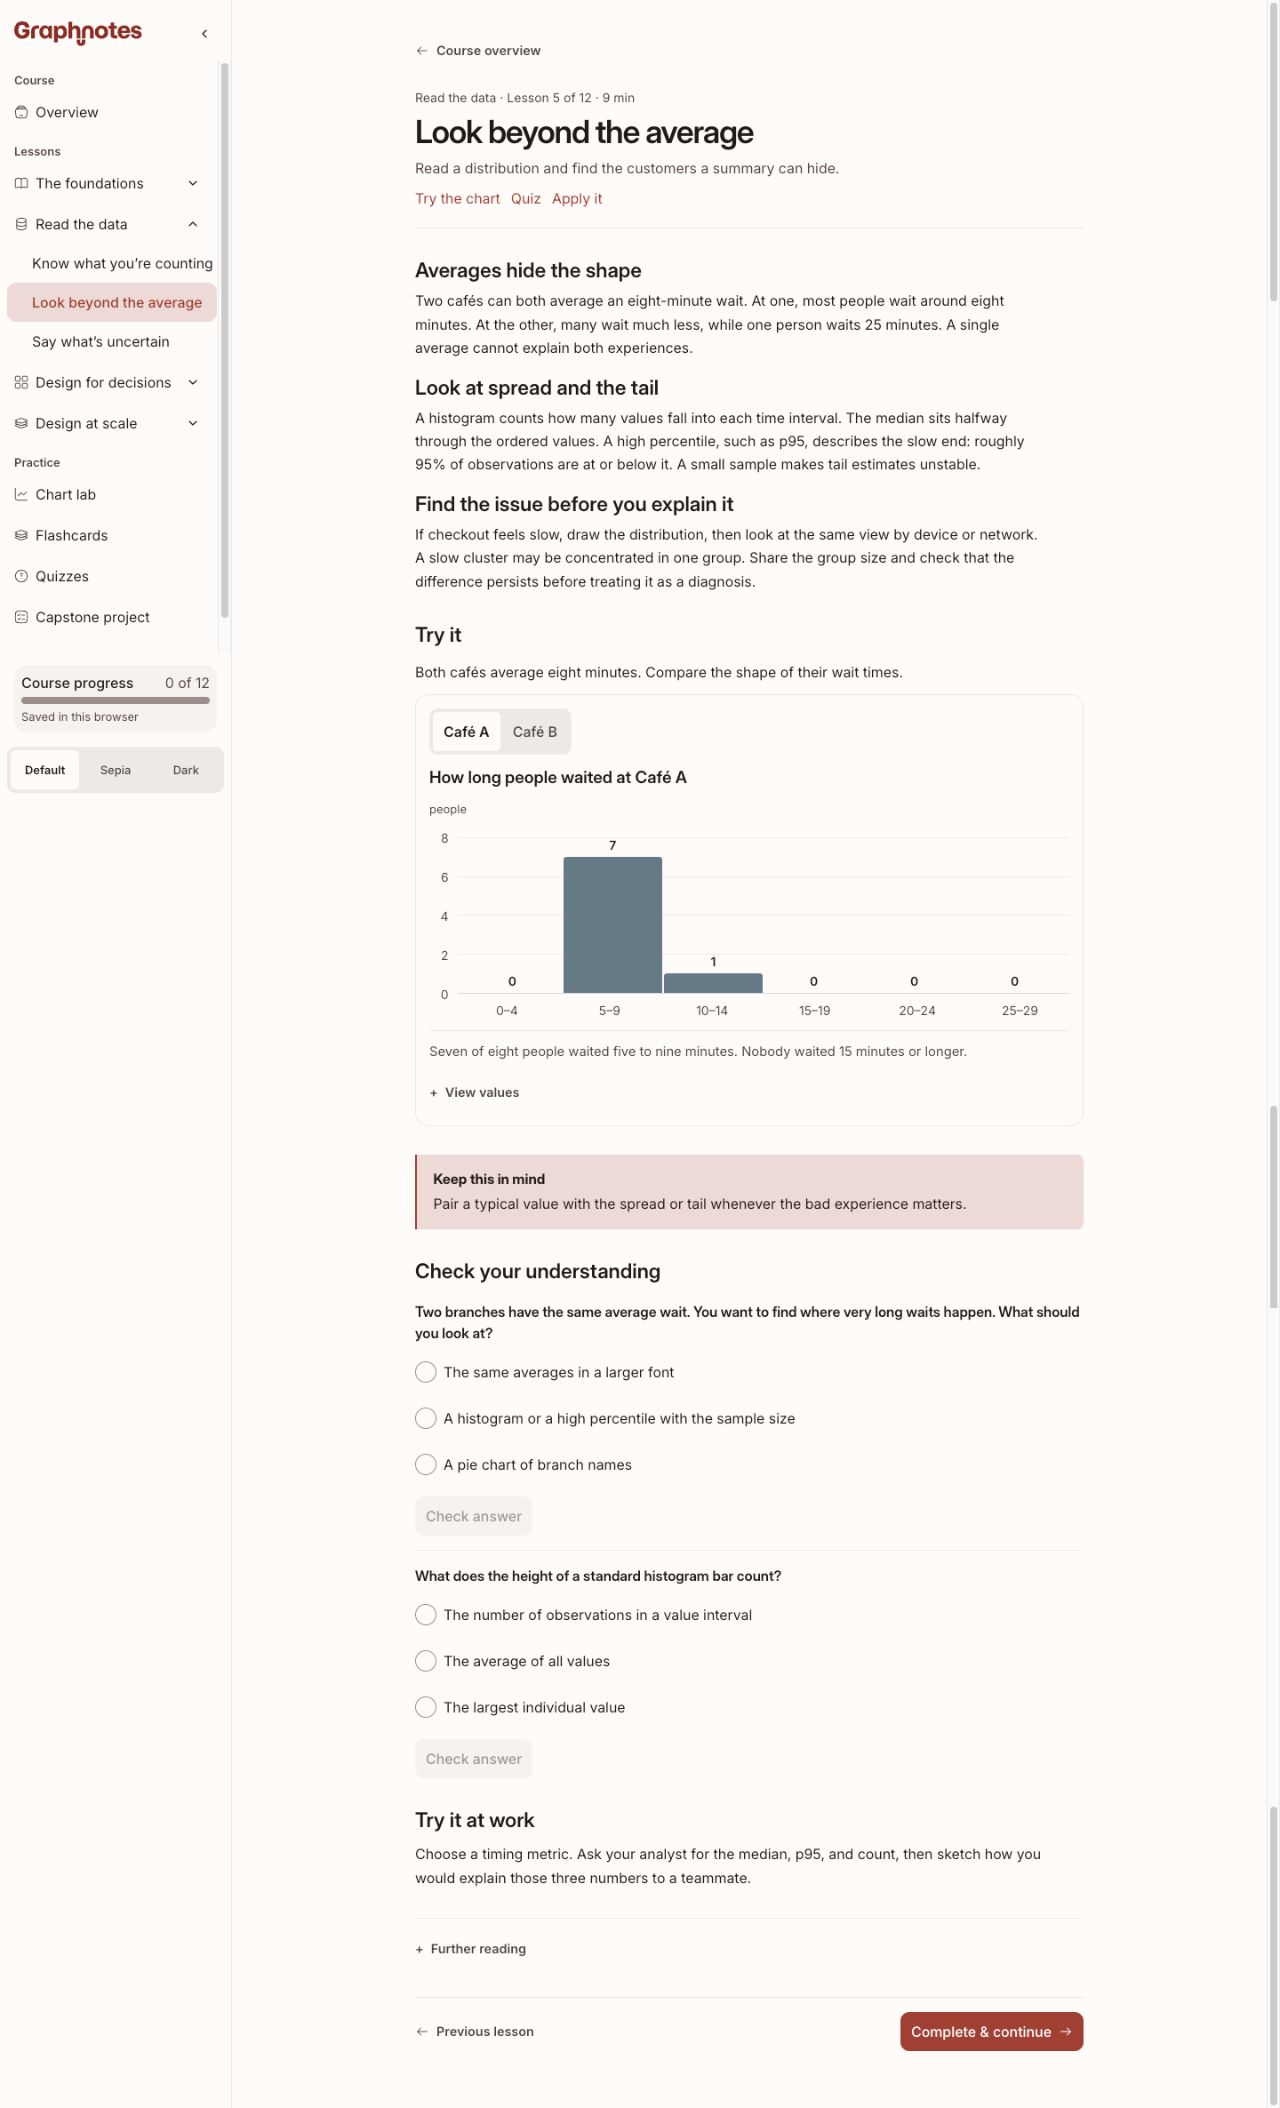 Graphnotes
Course
Overview
Lessons
The foundations
Read the data
Know what you’re counting
Look beyond the average
Say what’s uncertain
Design for decisions
Design at scale
Practice
Chart lab
Flashcards
Quizzes
Capstone project
Course progress 0 of 12
Saved in this browser
Default Sepia Dark
← Course overview
Read the data · Lesson 5 of 12 · 9 min
Look beyond the average
Read a distribution and find the customers a summary can hide.
Try the chart Quiz Apply it
Averages hide the shape
Two cafés can both average an eight-minute wait. At one, most people wait around eight
minutes. At the other, many wait much less, while one person waits 25 minutes. A single
average cannot explain both experiences.
Look at spread and the tail
A histogram counts how many values fall into each time interval. The median sits halfway
through the ordered values. A high percentile, such as p95, describes the slow end: roughly
95% of observations are at or below it. A small sample makes tail estimates unstable.
Find the issue before you explain it
If checkout feels slow, draw the distribution, then look at the same view by device or network.
A slow cluster may be concentrated in one group. Share the group size and check that the
difference persists before treating it as a diagnosis.
Try it
Both cafés average eight minutes. Compare the shape of their wait times.
Café A Café B
How long people waited at Café A
people
8
7
6
4
2
1
0 0 0 0
0
0–4 5–9 10–14 15–19 20–24 25–29
Seven of eight people waited five to nine minutes. Nobody waited 15 minutes or longer.
+ View values
Keep this in mind
Pair a typical value with the spread or tail whenever the bad experience matters.
Check your understanding
Two branches have the same average wait. You want to find where very long waits happen. What should
you look at?
The same averages in a larger font
A histogram or a high percentile with the sample size
A pie chart of branch names
Check answer
What does the height of a standard histogram bar count?
The number of observations in a value interval
The average of all values
The largest individual value
Check answer
Try it at work
Choose a timing metric. Ask your analyst for the median, p95, and count, then sketch how you
would explain those three numbers to a teammate.
+ Further reading
← Previous lesson
Complete & continue →